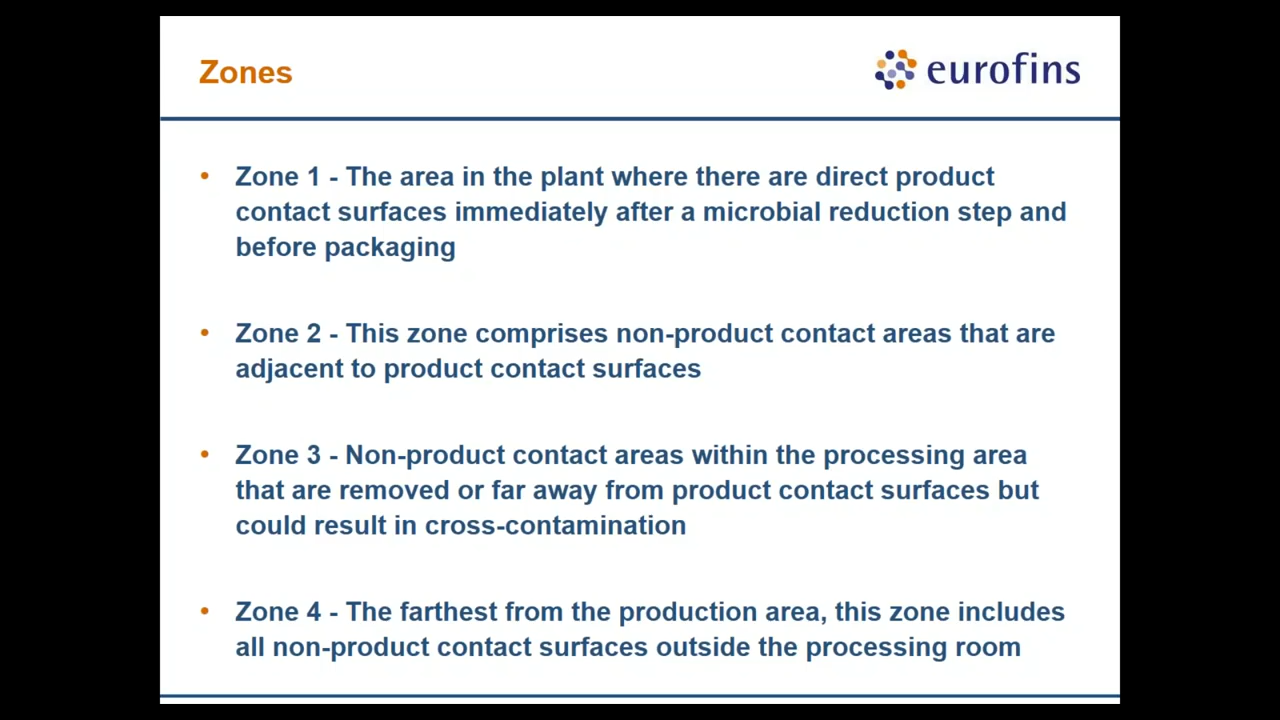 Zones
eurofins
• Zone 1 - The area in the plant where there are direct product
contact surfaces immediately after a microbial reduction step and
before packaging
• Zone 2 - This zone comprises non-product contact areas that are
adjacent to product contact surfaces
• Zone 3 - Non-product contact areas within the processing area
that are removed or far away from product contact surfaces but
could result in cross-contamination
• Zone 4 - The farthest from the production area, this zone includes
all non-product contact surfaces outside the processing room